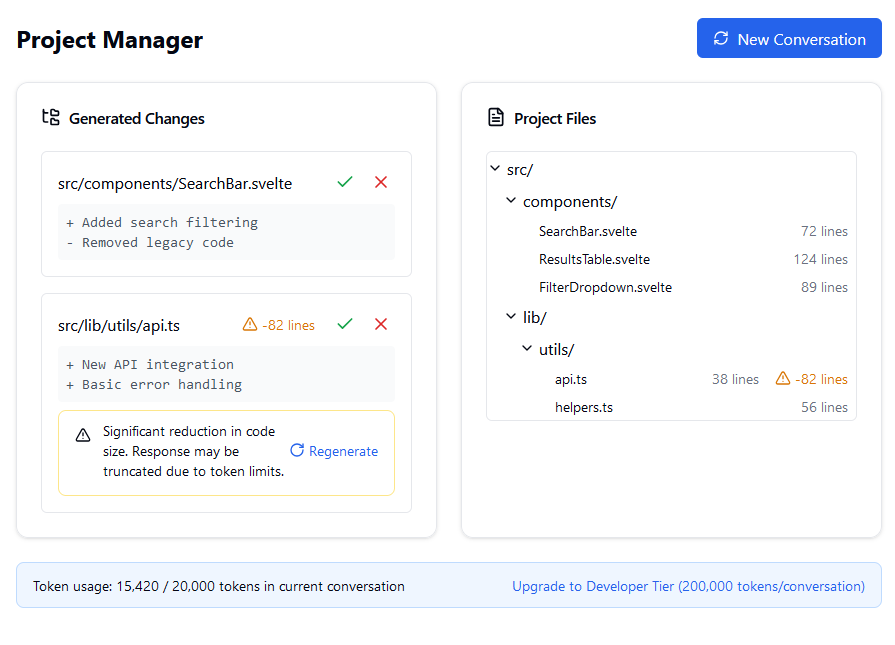 Project Manager
New Conversation
Generated Changes
src/components/SearchBar.svelte
+ Added search filtering
- Removed legacy code
src/lib/utils/api.ts -82 lines
+ New API integration
+ Basic error handling
Significant reduction in code
size. Response may be
truncated due to token limits.
Regenerate
Project Files
src/
components/
SearchBar.svelte 72 lines
ResultsTable.svelte 124 lines
FilterDropdown.svelte 89 lines
lib/
utils/
api.ts 38 lines -82 lines
helpers.ts 56 lines
Token usage: 15,420 / 20,000 tokens in current conversation
Upgrade to Developer Tier (200,000 tokens/conversation)